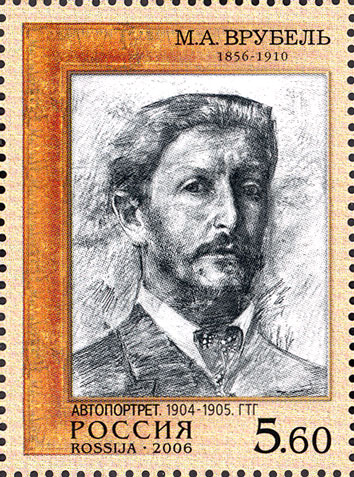 М.А. ВРУБЕЛЬ
1856-1910
АВТОПОРТРЕТ. 1904-1905. ГТГ
РОССИЯ
ROSSIJA · 2006
5.60